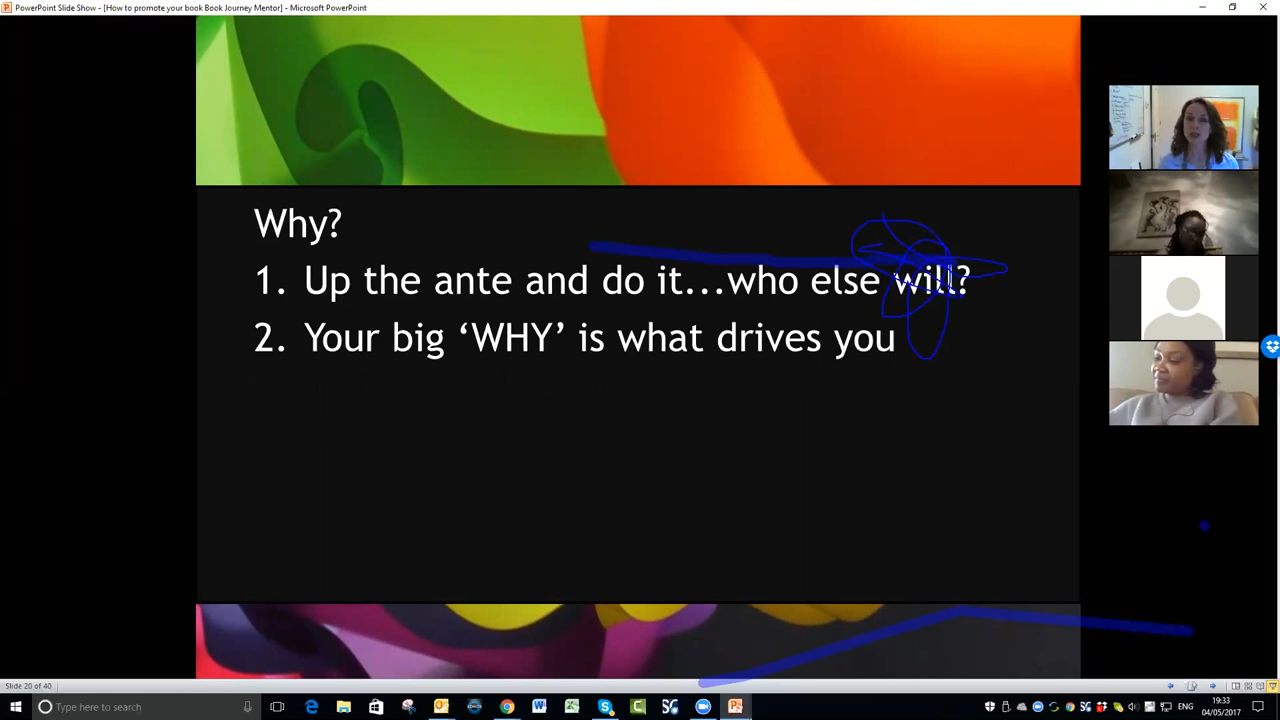 PowerPoint Slide Show - [How to promote your book Book Journey Mentor] - Microsoft PowerPoint
Why?
1. Up the ante and do it...who else will?
2. Your big ‘WHY’ is what drives you
Slide 20 of 40
Type here to search
ENG
19:33
04/05/2017